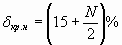 δкр.н = (15 + N/2)%